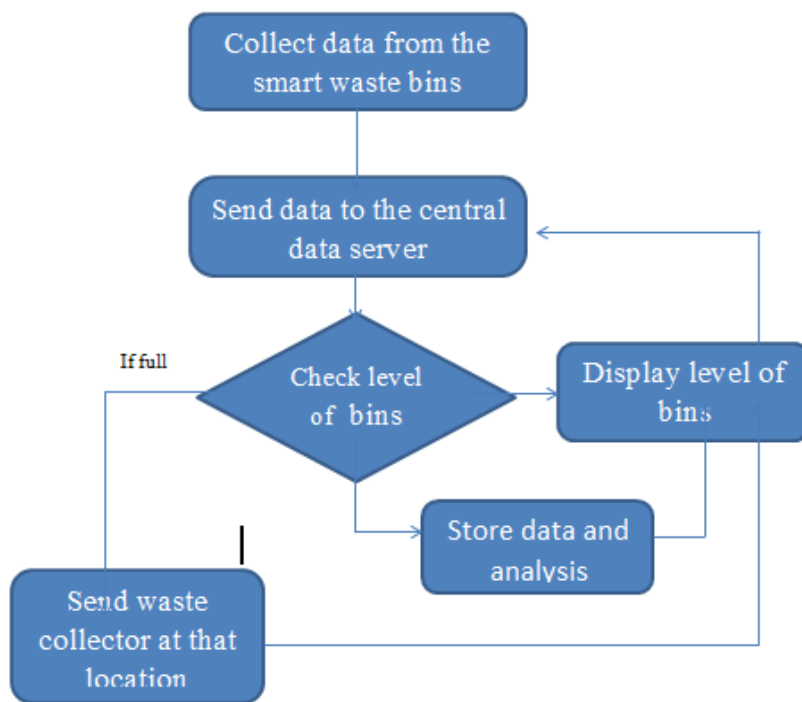 Collect data from the
smart waste bins
Send data to the central
data server
If full
Check level
of bins
Display level of
bins
Store data and
analysis
Send waste
collector at that
location